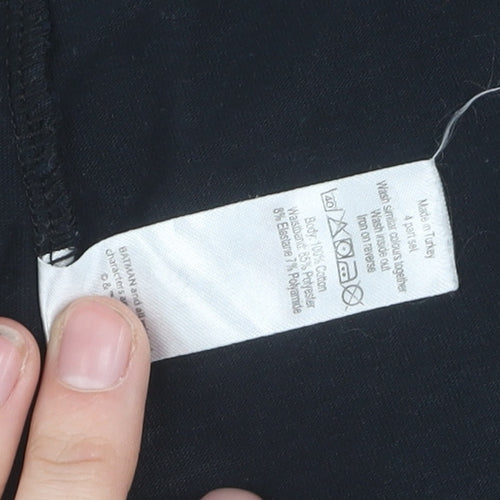 Made in Turkey
4 part set.
Wash similar colours together
Wash inside out.
Iron on reverse
40
Body: 100% Cotton
Waistband: 85% Polyester
8% Elastane 7% Polyamide
BATMAN and all
characters a
© &